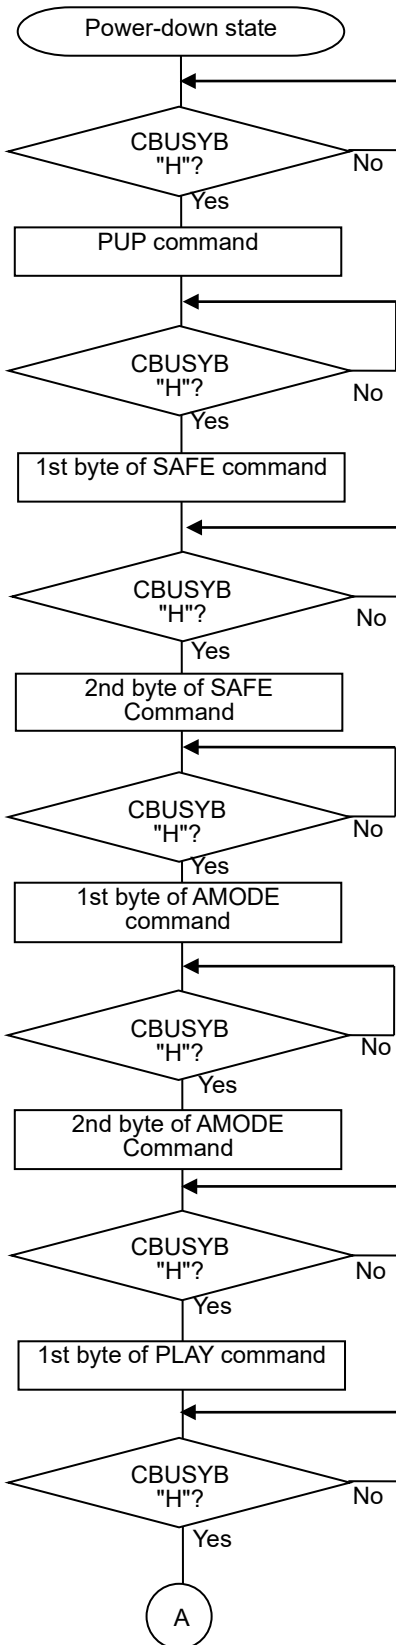 Power-down state
CBUSYB
"H"?
No
Yes
PUP command
CBUSYB
"H"?
No
Yes
1st byte of SAFE command
CBUSYB
"H"?
No
Yes
2nd byte of SAFE
Command
CBUSYB
"H"?
No
Yes
1st byte of AMODE
command
CBUSYB
"H"?
No
Yes
2nd byte of AMODE
Command
CBUSYB
"H"?
No
Yes
1st byte of PLAY command
CBUSYB
"H"?
No
Yes
A